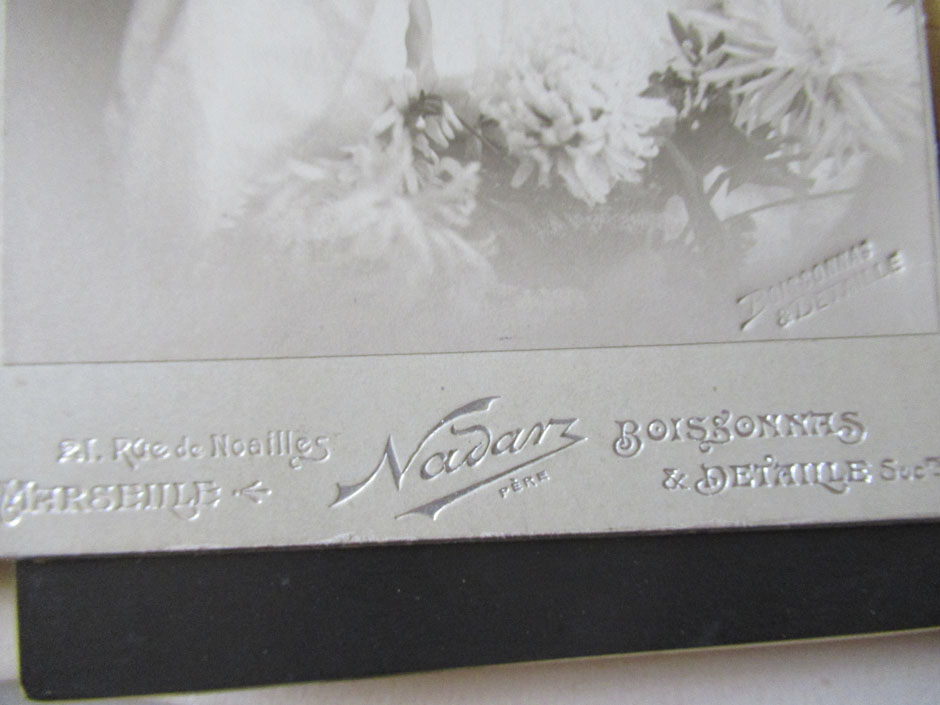 BOISSONNAS
& DETAILLE
21. Rue de Noailles
MARSEILLE
Nadar
PÈRE
BOISSONNAS
& DETAILLE Suc